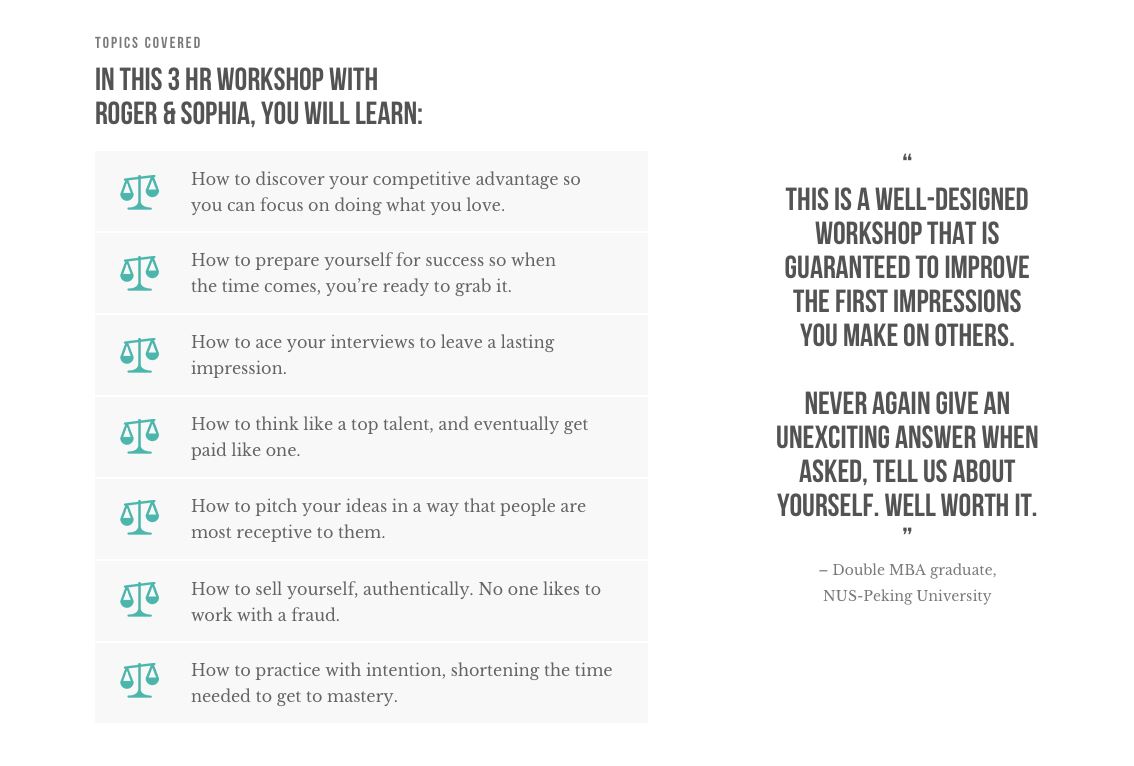 TOPICS COVERED
IN THIS 3 HR WORKSHOP WITH
ROGER & SOPHIA, YOU WILL LEARN:
How to discover your competitive advantage so
you can focus on doing what you love.
How to prepare yourself for success so when
the time comes, you’re ready to grab it.
How to ace your interviews to leave a lasting
impression.
How to think like a top talent, and eventually get
paid like one.
How to pitch your ideas in a way that people are
most receptive to them.
How to sell yourself, authentically. No one likes to
work with a fraud.
How to practice with intention, shortening the time
needed to get to mastery.
“
THIS IS A WELL-DESIGNED
WORKSHOP THAT IS
GUARANTEED TO IMPROVE
THE FIRST IMPRESSIONS
YOU MAKE ON OTHERS.
NEVER AGAIN GIVE AN
UNEXCITING ANSWER WHEN
ASKED, TELL US ABOUT
YOURSELF. WELL WORTH IT.
”
– Double MBA graduate,
NUS-Peking University